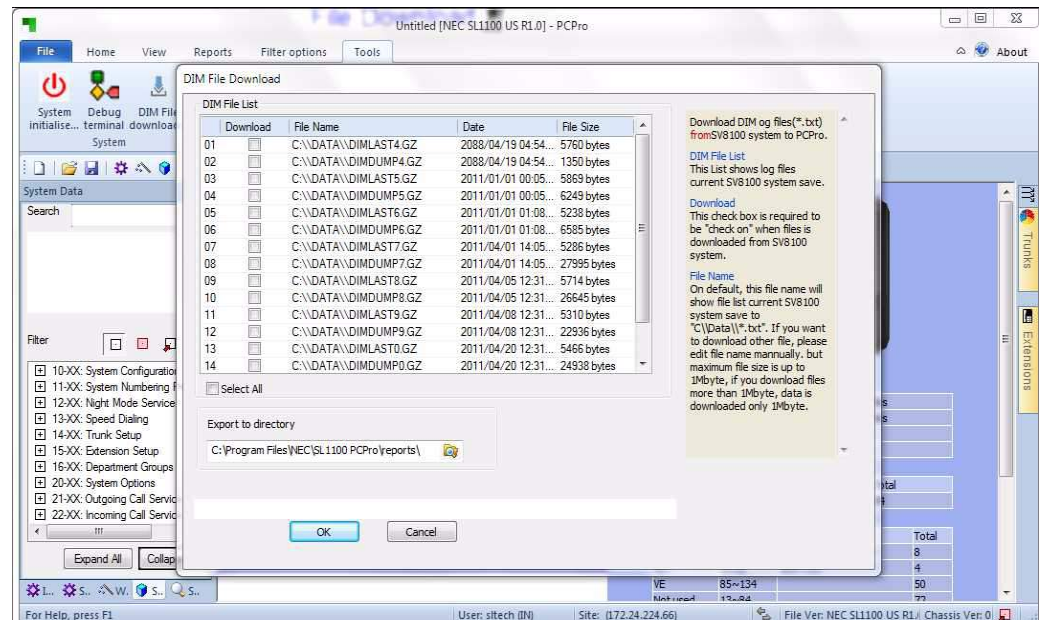 File Download
Untitled [NEC SL1100 US R1.0] - PCPro
File Home View Reports Filter options Tools About
System initialise...
Debug terminal
DIM File
System
DIM File Download
DIM File List
Download File Name Date File Size
01 C:\\DATA\\DIMLAST4.GZ 2088/04/19 04:54... 5760 bytes
02 C:\\DATA\\DIMDUMP4.GZ 2088/04/19 04:54... 1350 bytes
03 C:\\DATA\\DIMLAST5.GZ 2011/01/01 00:05... 5869 bytes
04 C:\\DATA\\DIMDUMP5.GZ 2011/01/01 00:05... 6249 bytes
05 C:\\DATA\\DIMLAST6.GZ 2011/01/01 01:08... 5238 bytes
06 C:\\DATA\\DIMDUMP6.GZ 2011/01/01 01:08... 6585 bytes
07 C:\\DATA\\DIMLAST7.GZ 2011/04/01 14:05... 5286 bytes
08 C:\\DATA\\DIMDUMP7.GZ 2011/04/01 14:05... 27995 bytes
09 C:\\DATA\\DIMLAST8.GZ 2011/04/05 12:31... 5714 bytes
10 C:\\DATA\\DIMDUMP8.GZ 2011/04/05 12:31... 26645 bytes
11 C:\\DATA\\DIMLAST9.GZ 2011/04/08 12:31... 5310 bytes
12 C:\\DATA\\DIMDUMP9.GZ 2011/04/08 12:31... 22936 bytes
13 C:\\DATA\\DIMLAST0.GZ 2011/04/20 12:31... 5466 bytes
14 C:\\DATA\\DIMDUMP0.GZ 2011/04/20 12:31... 24938 bytes
Select All
Export to directory
C:\Program Files\NEC\SL1100 PCPro\reports\
OK Cancel
Download DIM og files(*.txt)
fromSV8100 system to PCPro.
DIM File List
This List shows log files
current SV8100 system save.
Download
This check box is required to
be "check on" when files is
downloaded from SV8100
system.
File Name
On default, this file name will
show file list current SV8100
system save to
"C\\Data\\*.txt". If you want
to download other file, please
edit file name mannually. but
maximum file size is up to
1Mbyte, if you download files
more than 1Mbyte, data is
downloaded only 1Mbyte.
System Data
Search
Filter
10-XX: System Configuration
11-XX: System Numbering
12-XX: Night Mode Service
13-XX: Speed Dialing
14-XX: Trunk Setup
15-XX: Extension Setup
16-XX: Department Groups
20-XX: System Options
21-XX: Outgoing Call Servic
22-XX: Incoming Call Servic
Expand All Collap
I... S.. W. S.. S..
Trunks
Extensions
Total
8
4
VE 85~134 50
Not used 13~84 72
For Help, press F1 User: sltech (IN) Site: (172.24.224.66) File Ver: NEC SL1100 US R1.( Chassis Ver: 0